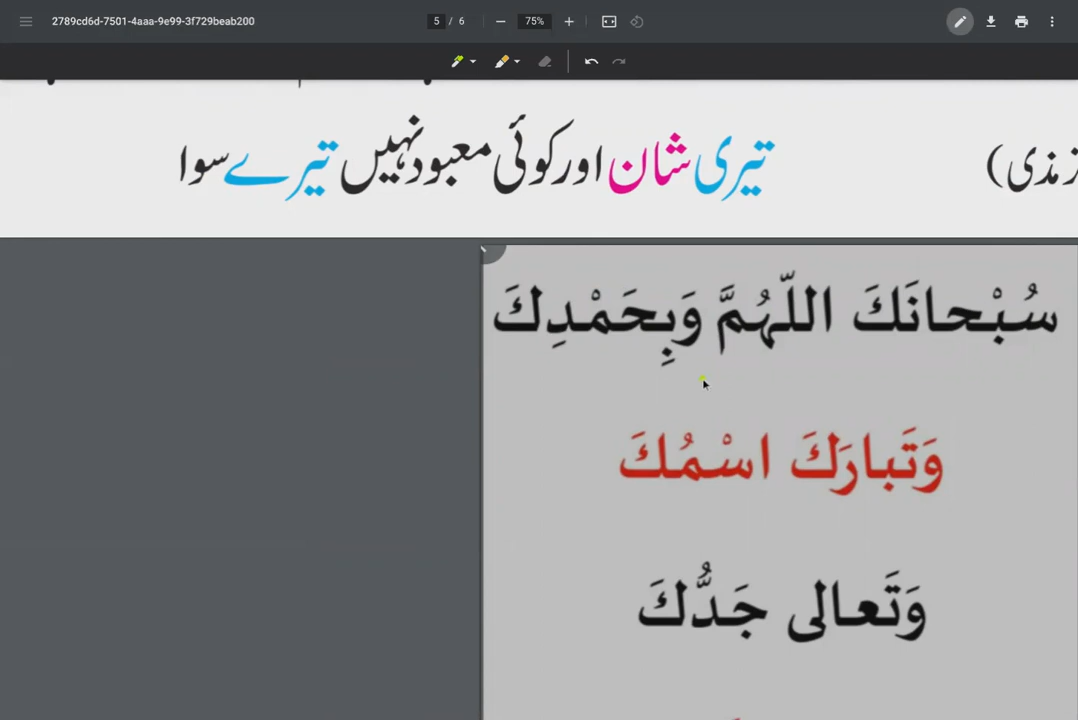 2789cd6d-7501-4aaa-9e99-3f729beab200
5 / 6
75%
تیری شان اور کوئی معبود نہیں تیرے سوا
سُبْحانَكَ اللّهُمَّ وَبِحَمْدِكَ
وَتَبارَكَ اسْمُكَ
وَتَعالى جَدُّكَ